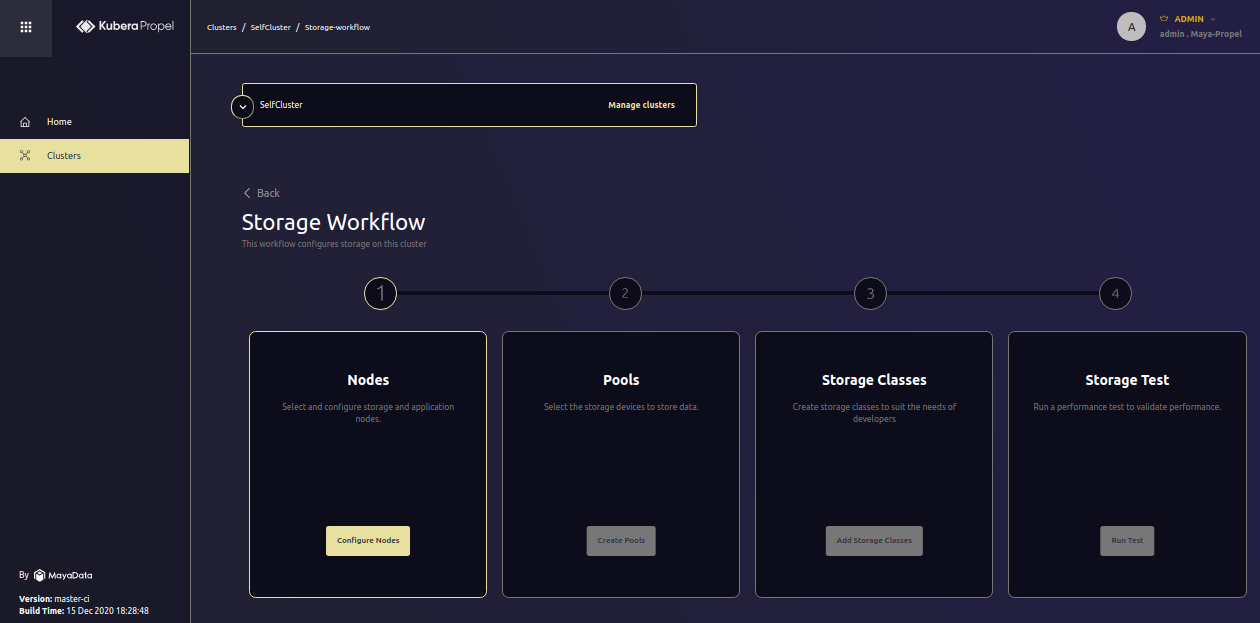 Kubera Propel
Clusters / SelfCluster / Storage-workflow
A
ADMIN
admin . Maya-Propel
Home
Clusters
SelfCluster
Manage clusters
Back
Storage Workflow
This workflow configures storage on this cluster
1
2
3
4
Nodes
Select and configure storage and application
nodes.
Configure Nodes
Pools
Select the storage devices to store data.
Create Pools
Storage Classes
Create storage classes to suit the needs of
developers
Add Storage Classes
Storage Test
Run a performance test to validate performance.
Run Test
By MayaData
Version: master-ci
Build Time: 15 Dec 2020 18:28:48